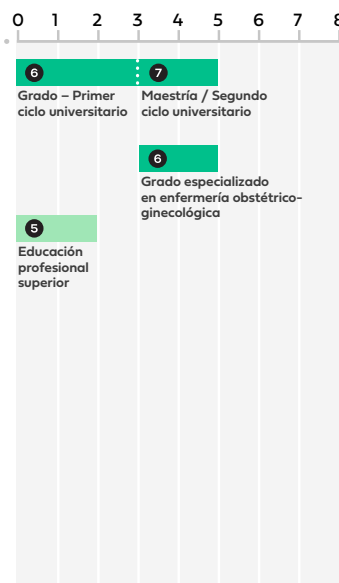 0 1 2 3 4 5 6 7 8
6 7
Grado – Primer
ciclo universitario
Maestría / Segundo
ciclo universitario
6
Grado especializado
en enfermería obstétrico-
ginecológica
5
Educación
profesional
superior